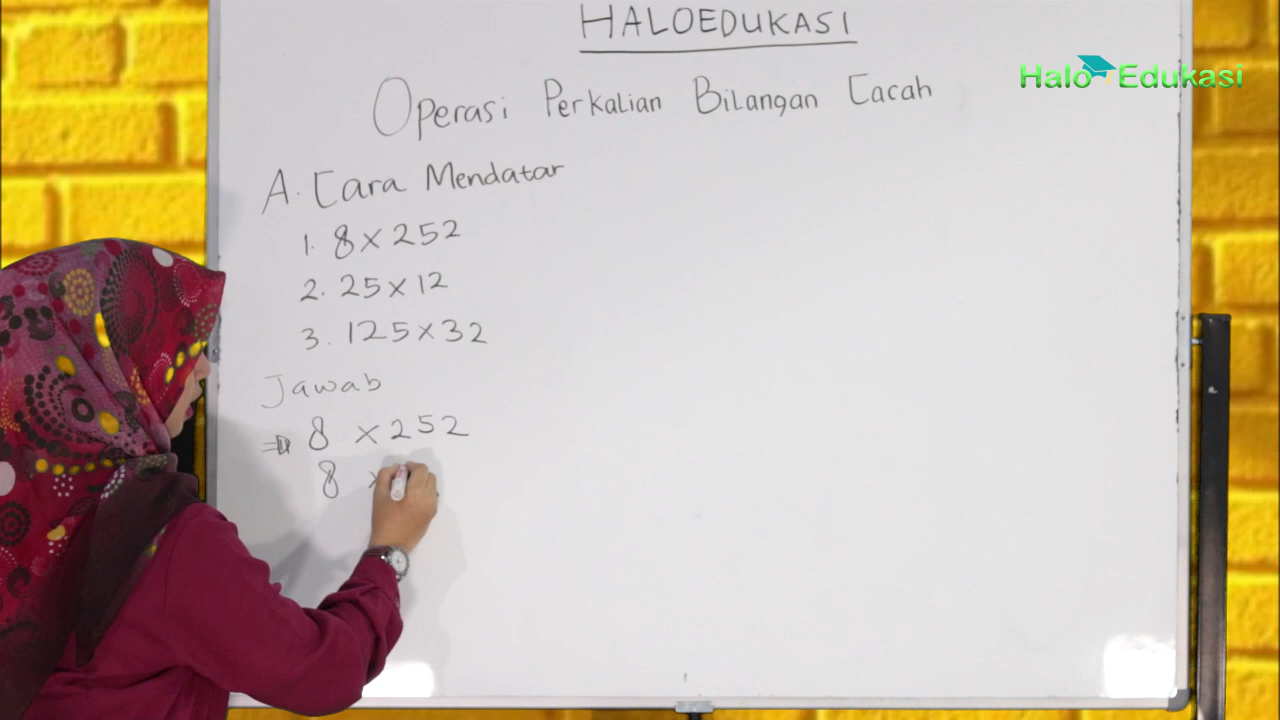 HALOEDUKASI
Halo Edukasi
Operasi Perkalian Bilangan Cacah
A. Cara Mendatar
1. 8 × 252
2. 25 × 12
3. 125 × 32
Jawab
⇒ 8 × 252
8 ×